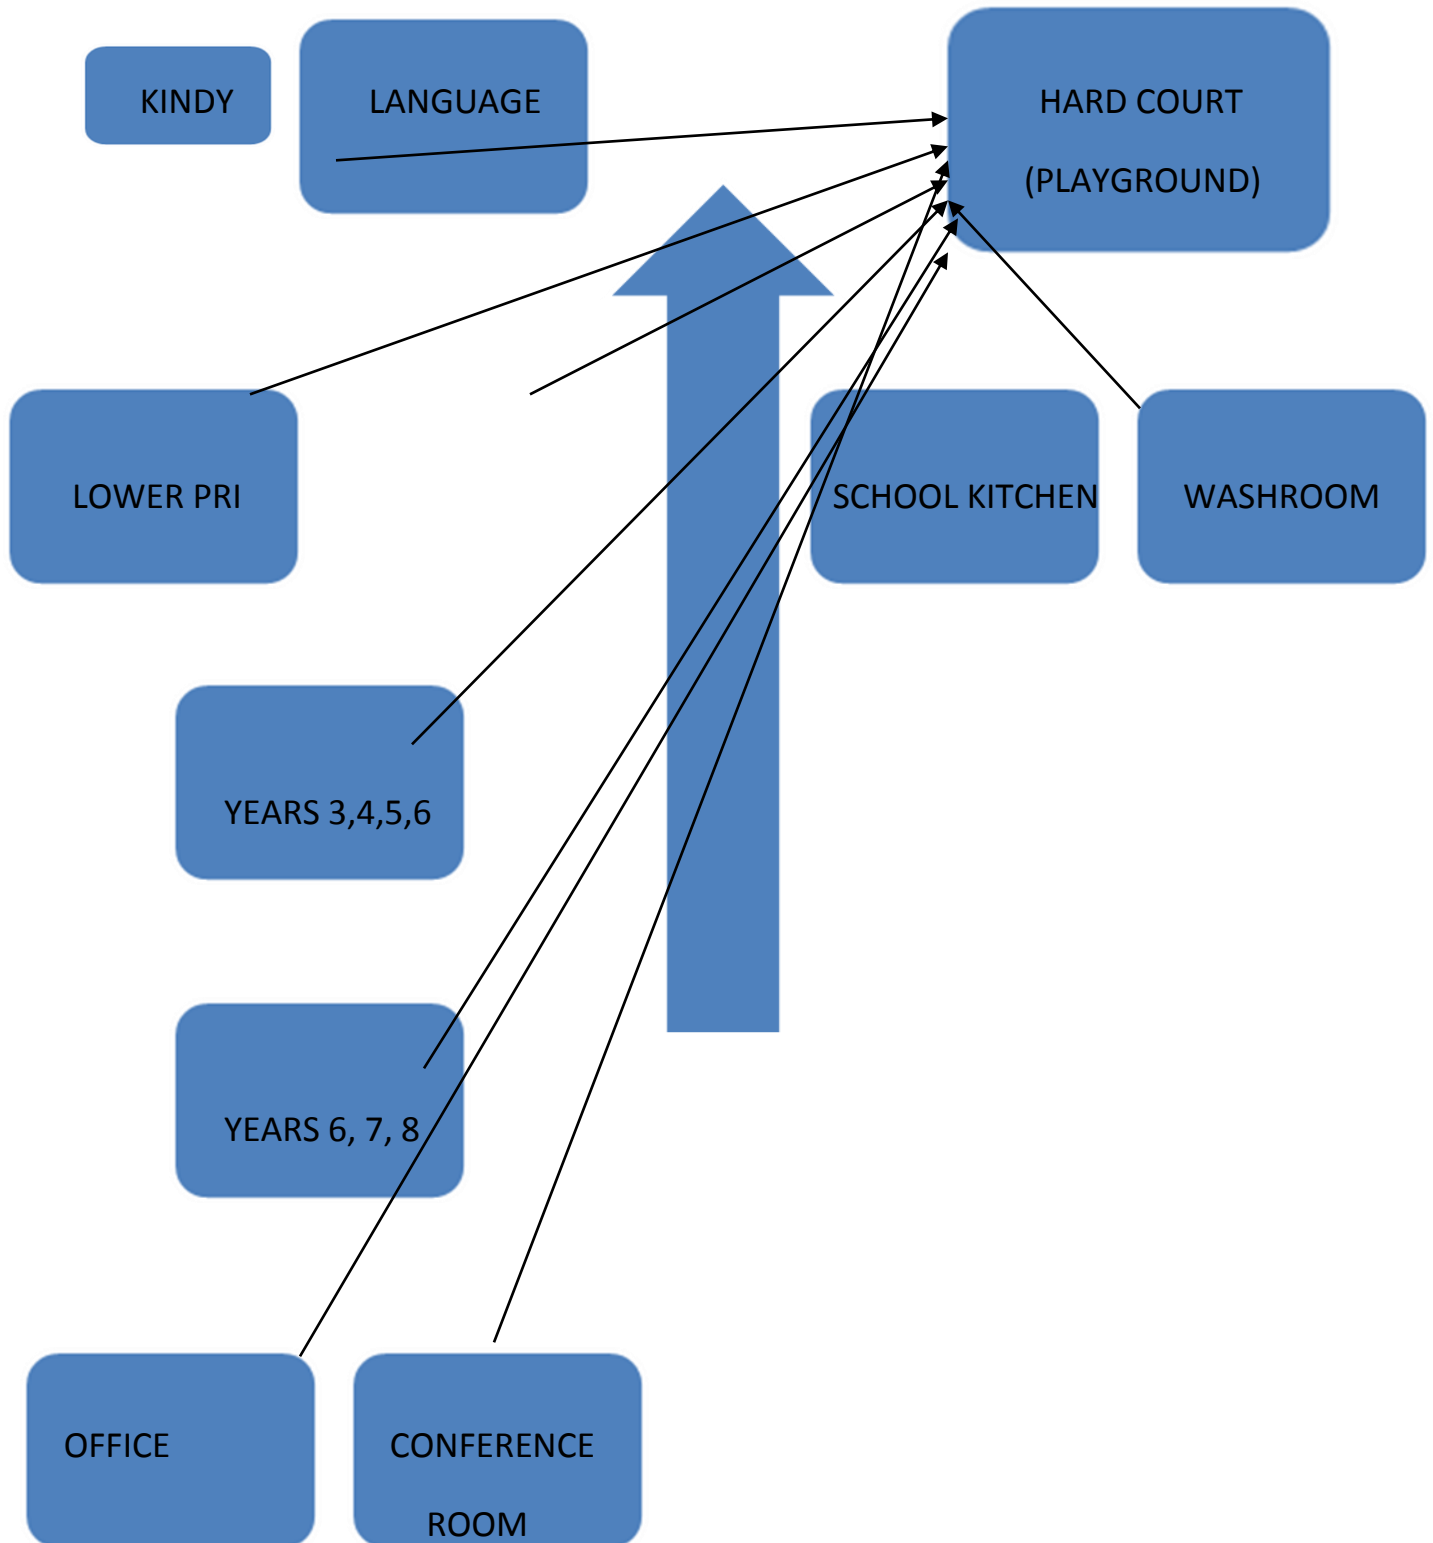 KINDY
LANGUAGE
HARD COURT
(PLAYGROUND)
LOWER PRI
SCHOOL KITCHEN
WASHROOM
YEARS 3,4,5,6
YEARS 6, 7, 8
OFFICE
CONFERENCE
ROOM